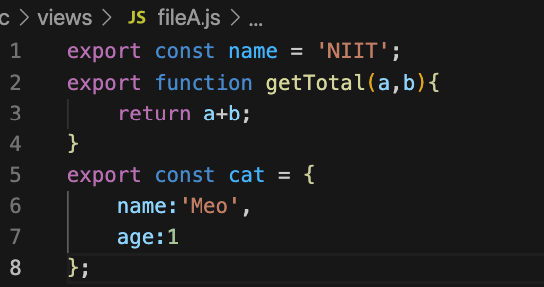 c > views > JS fileA.js > ...
1 export const name = 'NIIT';
2 export function getTotal(a,b){
3     return a+b;
4 }
5 export const cat = {
6     name:'Meo',
7     age:1
8 };